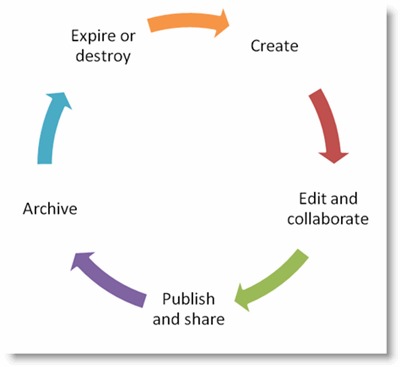 Expire or
destroy
Create
Edit and
collaborate
Publish
and share
Archive